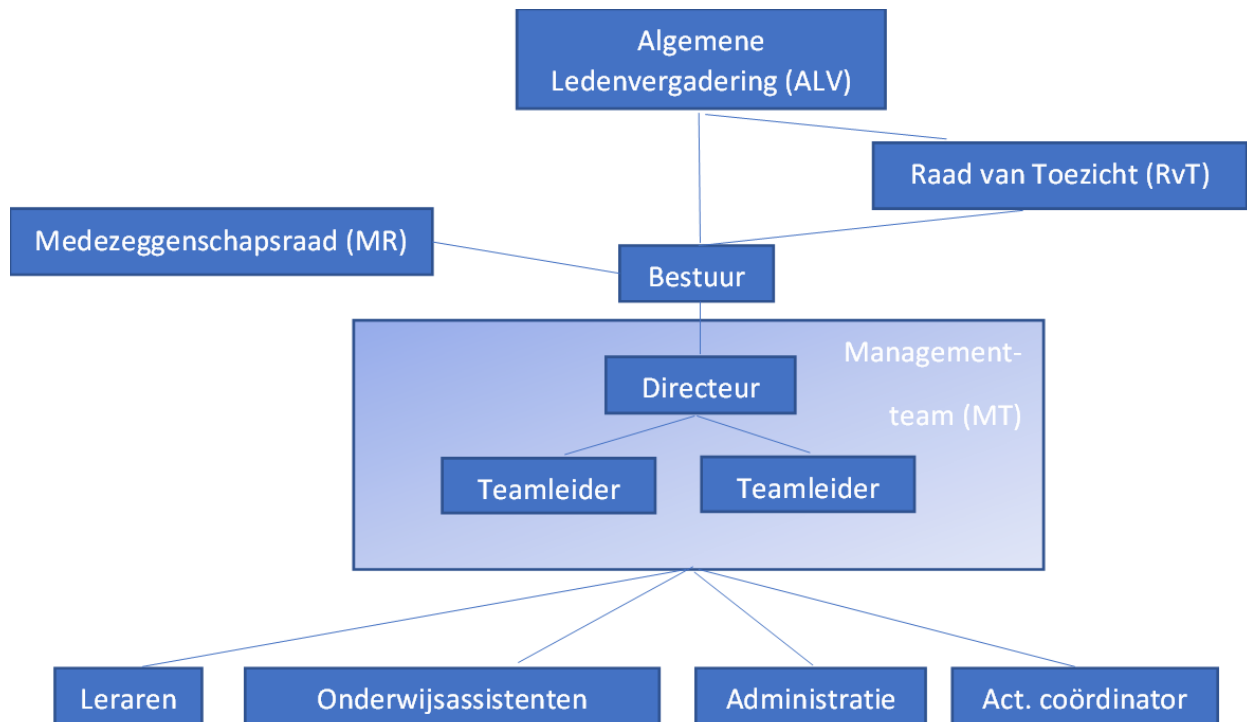 Algemene
Ledenvergadering (ALV)
Raad van Toezicht (RvT)
Medezeggenschapsraad (MR)
Bestuur
Management-
team (MT)
Directeur
Teamleider
Teamleider
Leraren
Onderwijsassistenten
Administratie
Act. coördinator